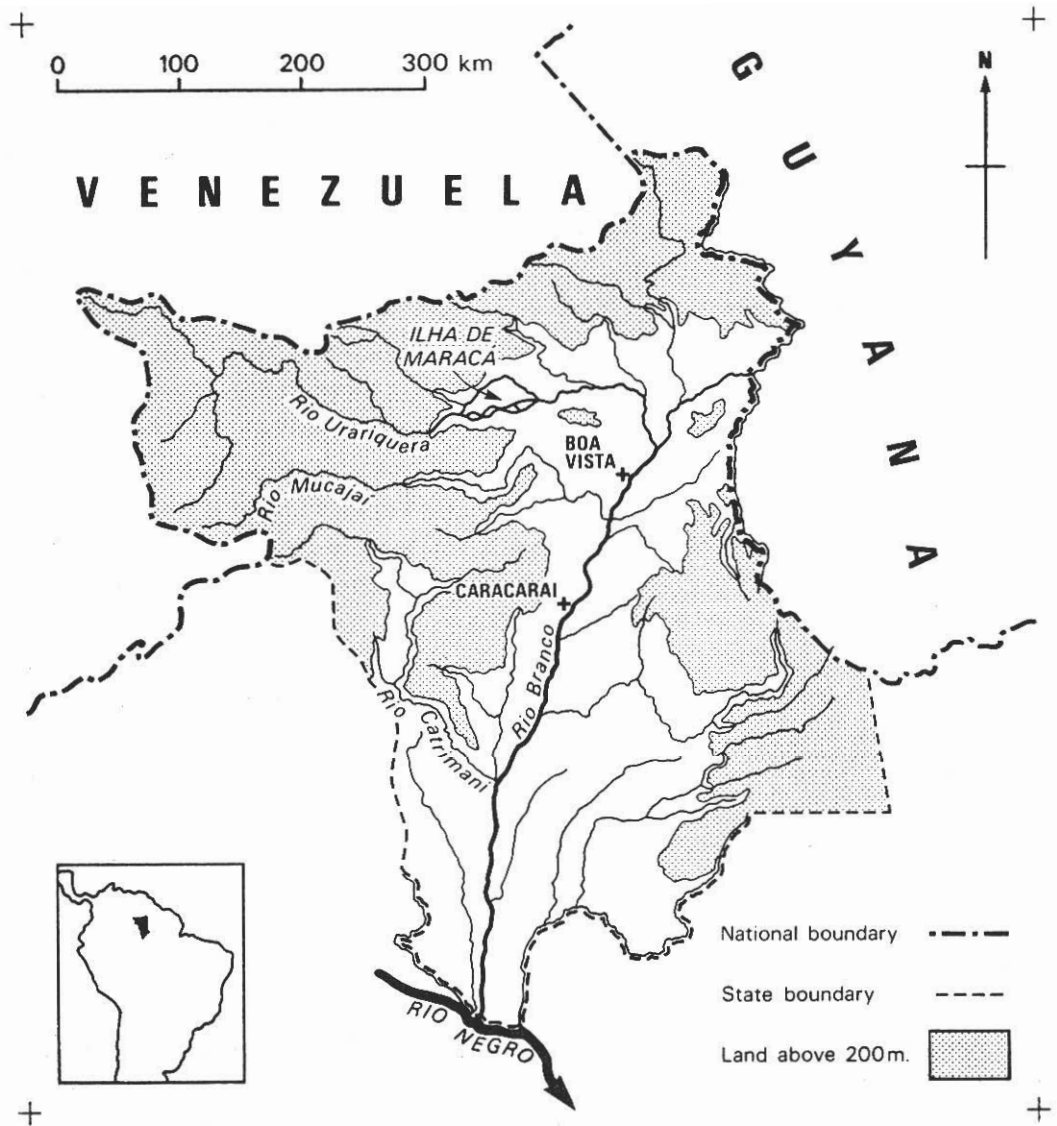 0 100 200 300 km
N
VENEZUELA
GUYANA
ILHA DE
MARACÁ
Rio Urariquera
BOA
VISTA
Rio Mucajai
CARACARAI
Rio Branco
Rio Catrimani
RIO NEGRO
National boundary
State boundary
Land above 200m.